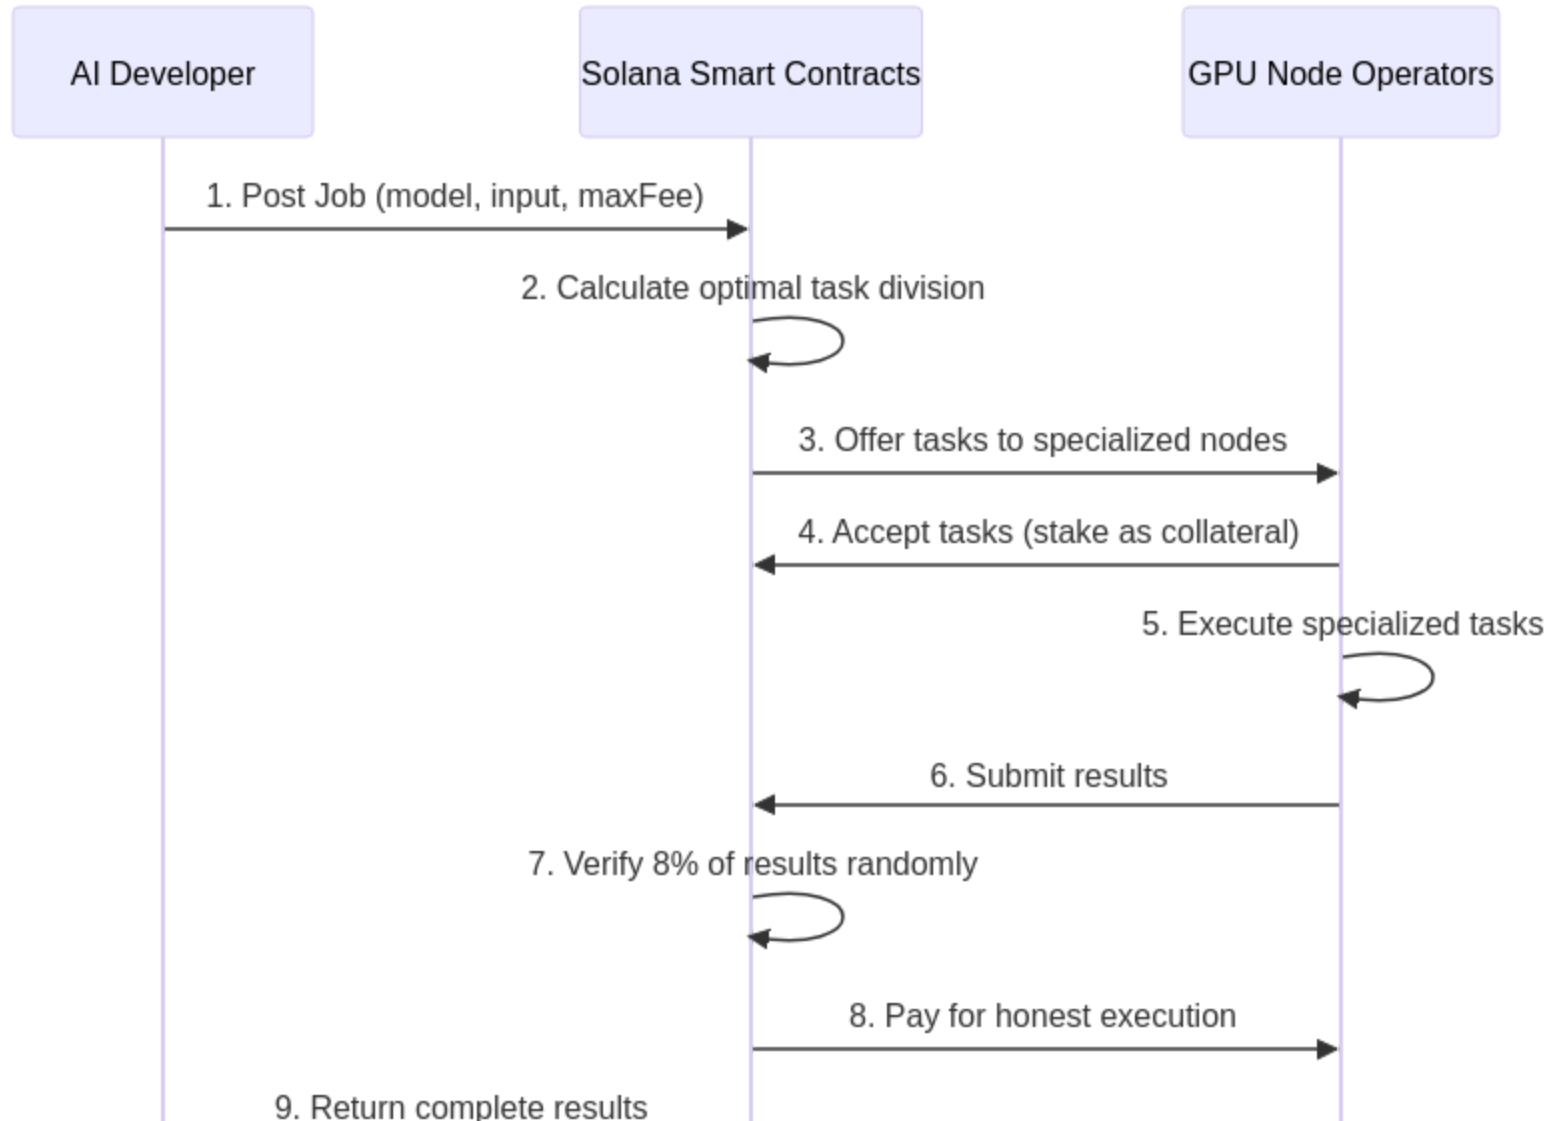 AI Developer
Solana Smart Contracts
GPU Node Operators
1. Post Job (model, input, maxFee)
2. Calculate optimal task division
3. Offer tasks to specialized nodes
4. Accept tasks (stake as collateral)
5. Execute specialized tasks
6. Submit results
7. Verify 8% of results randomly
8. Pay for honest execution
9. Return complete results